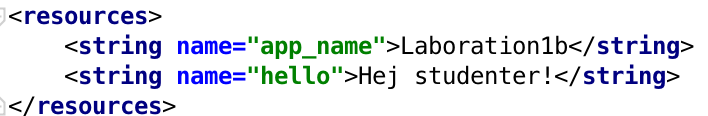 <resources>
    <string name="app_name">Laboration1b</string>
    <string name="hello">Hej studenter!</string>
</resources>